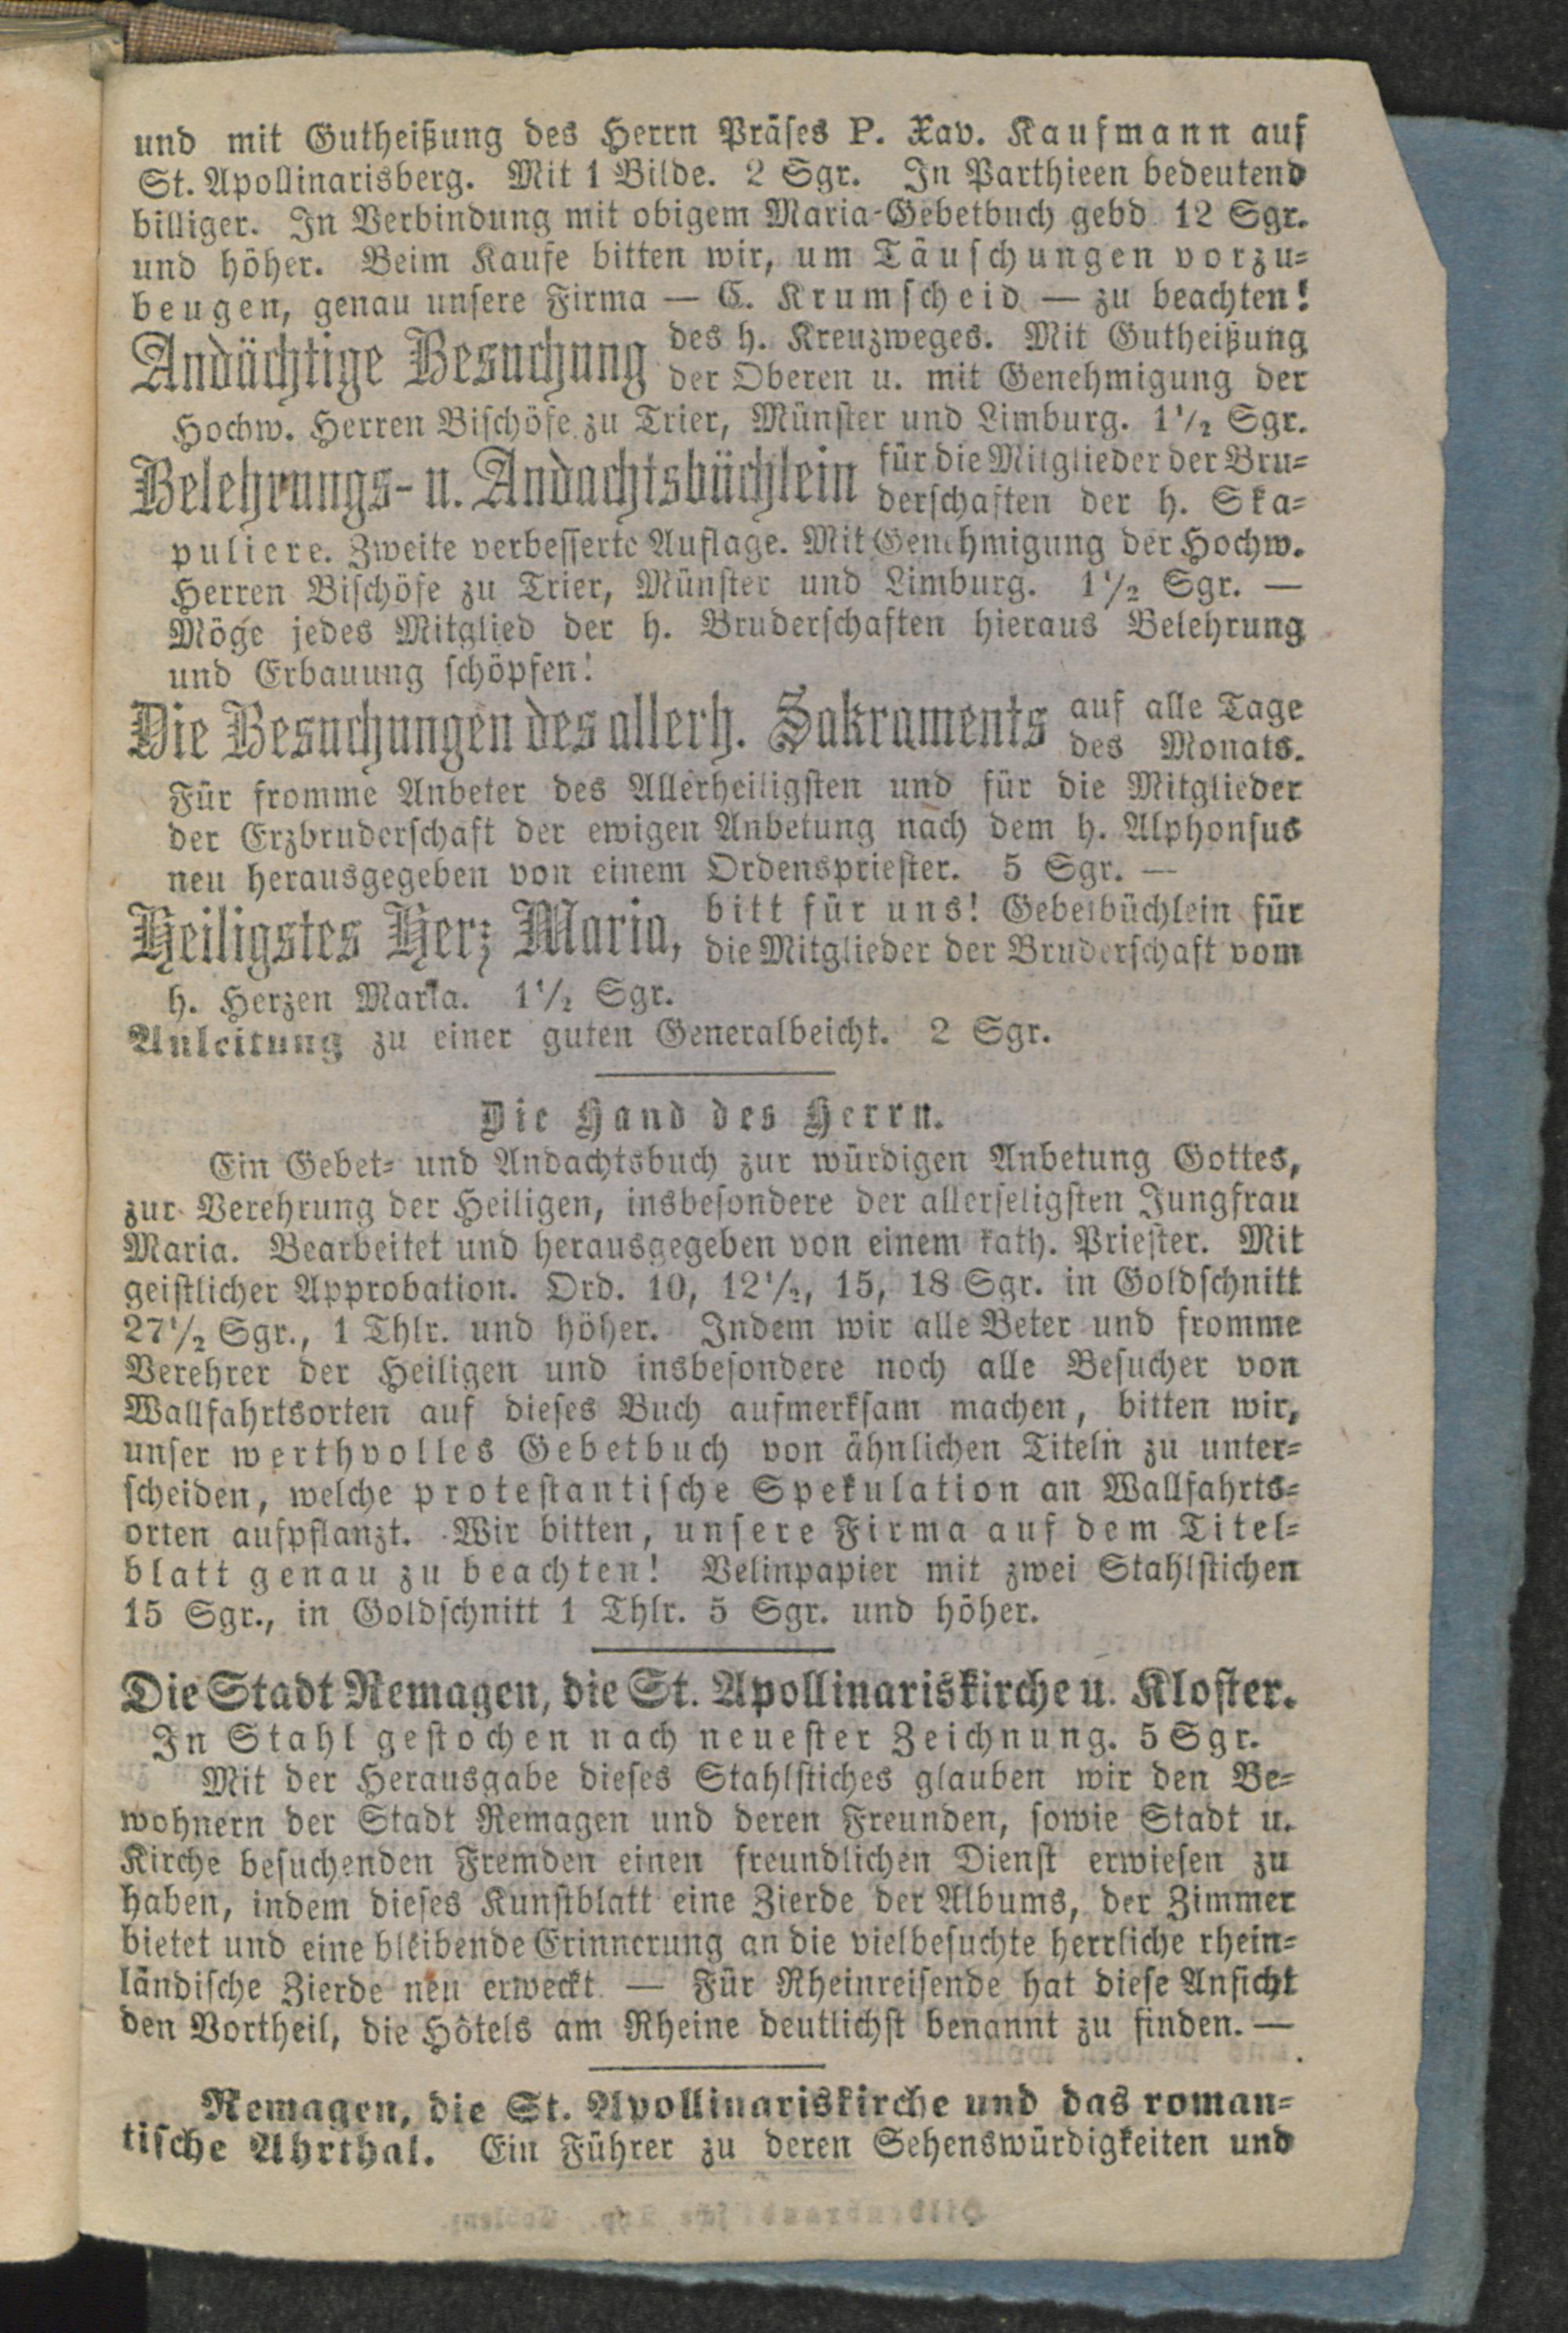 und mit Gutheißung des Herrn Präses P. Xav. Kaufmann auf
St. Apollinarisberg. Mit 1 Bilde. 2 Sgr. In Parthieen bedeutend
billiger. In Verbindung mit obigem Maria-Gebetbuch gebd 12 Sgr.
und höher. Beim Kaufe bitten wir, um Täuschungen vorzu-
beugen, genau unsere Firma — C. Krumscheid — zu beachten!
Andächtige Besuchung des h. Kreuzweges. Mit Gutheißung
der Oberen u. mit Genehmigung der
Hochw. Herren Bischöfe zu Trier, Münster und Limburg. 1½ Sgr.
Belehrungs- u. Andachtsbüchlein für die Mitglieder der Bru-
derschaften der h. Ska-
puliere. Zweite verbesserte Auflage. Mit Genehmigung der Hochw.
Herren Bischöfe zu Trier, Münster und Limburg. 1½ Sgr. —
Möge jedes Mitglied der h. Bruderschaften hieraus Belehrung
und Erbauung schöpfen!
Die Besuchungen des allerh. Sakraments auf alle Tage
des Monats.
Für fromme Anbeter des Allerheiligsten und für die Mitglieder
der Erzbruderschaft der ewigen Anbetung nach dem h. Alphonsus
neu herausgegeben von einem Ordenspriester. 5 Sgr. —
Heiligstes Herz Maria, bitt für uns! Gebetbüchlein für
die Mitglieder der Bruderschaft vom
h. Herzen Maria. 1½ Sgr.
Anleitung zu einer guten Generalbeicht. 2 Sgr.
Die Hand des Herrn.
Ein Gebet- und Andachtsbuch zur würdigen Anbetung Gottes,
zur Verehrung der Heiligen, insbesondere der allerseligsten Jungfrau
Maria. Bearbeitet und herausgegeben von einem kath. Priester. Mit
geistlicher Approbation. Ord. 10, 12½, 15, 18 Sgr. in Goldschnitt
27½ Sgr., 1 Thlr. und höher. Indem wir alle Beter und fromme
Verehrer der Heiligen und insbesondere noch alle Besucher von
Wallfahrtsorten auf dieses Buch aufmerksam machen, bitten wir,
unser werthvolles Gebetbuch von ähnlichen Titeln zu unter-
scheiden, welche protestantische Spekulation an Wallfahrts-
orten aufpflanzt. Wir bitten, unsere Firma auf dem Titel-
blatt genau zu beachten! Velinpapier mit zwei Stahlstichen
15 Sgr., in Goldschnitt 1 Thlr. 5 Sgr. und höher.
Die Stadt Remagen, die St. Apollinariskirche u. Kloster.
In Stahl gestochen nach neuester Zeichnung. 5 Sgr.
Mit der Herausgabe dieses Stahlstiches glauben wir den Be-
wohnern der Stadt Remagen und deren Freunden, sowie Stadt u.
Kirche besuchenden Fremden einen freundlichen Dienst erwiesen zu
haben, indem dieses Kunstblatt eine Zierde der Albums, der Zimmer
bietet und eine bleibende Erinnerung an die vielbesuchte herrliche rhein-
ländische Zierde neu erweckt. — Für Rheinreisende hat diese Ansicht
den Vortheil, die Hôtels am Rheine deutlichst benannt zu finden. —
Remagen, die St. Apollinariskirche und das roman-
tische Ahrthal. Ein Führer zu deren Sehenswürdigkeiten und